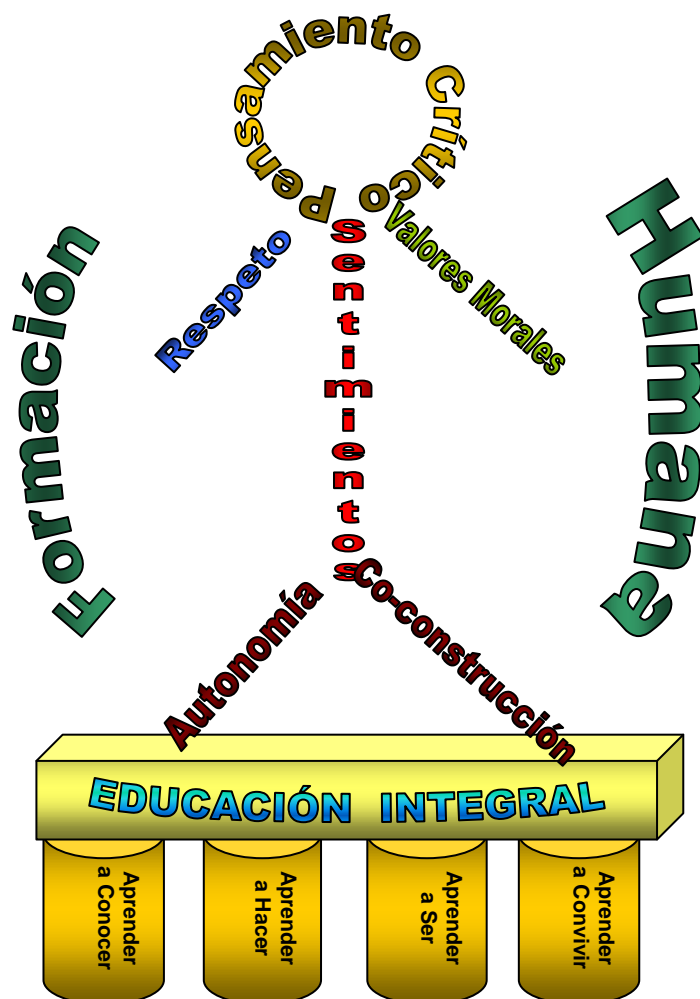 Pensamiento Crítico
Formación
Humana
Respeto
Sentimientos
Valores Morales
Autonomía
Co-construcción
EDUCACIÓN INTEGRAL
Aprender
a Conocer
Aprender
a Hacer
Aprender
a Ser
Aprender
a Convivir